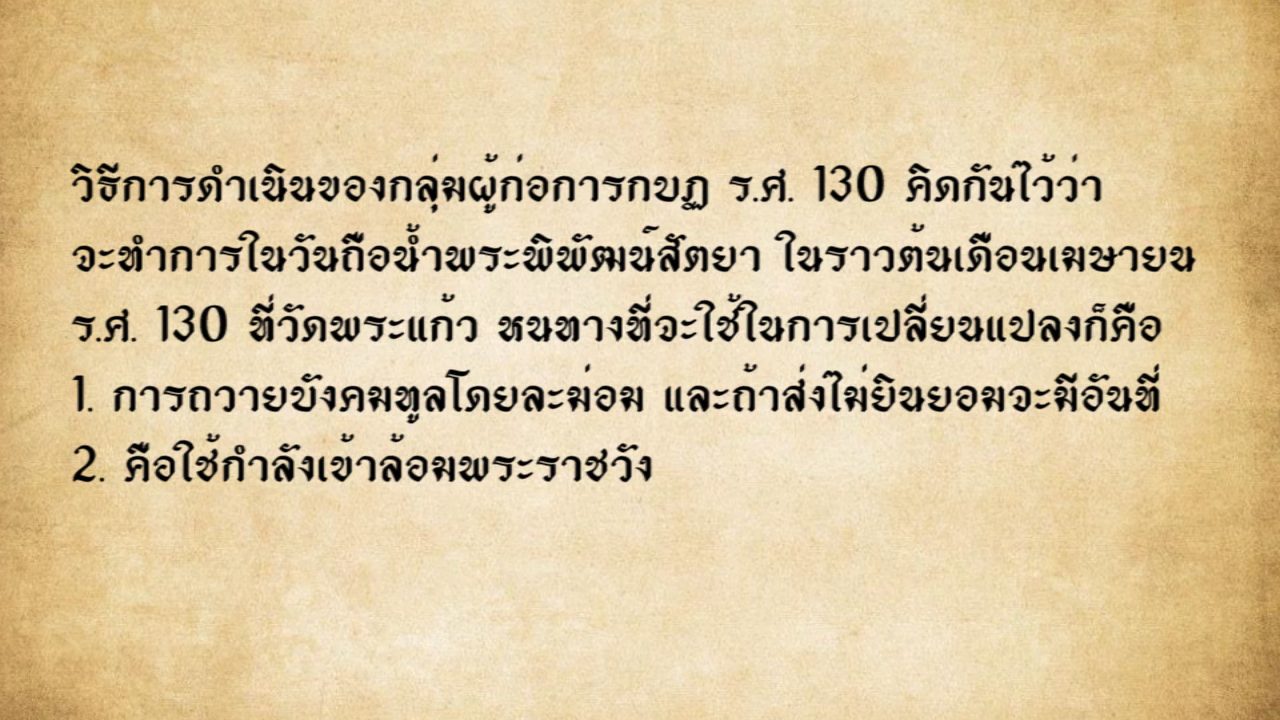 วิธีการดำเนินของกลุ่มผู้ก่อการกบฏ ร.ศ. 130 คิดกันไว้ว่า
จะทำการในวันถือน้ำพระพิพัฒน์สัตยา ในราวต้นเดือนเมษายน
ร.ศ. 130 ที่วัดพระแก้ว หนทางที่จะใช้ในการเปลี่ยนแปลงก็คือ
1. การถวายบังคมทูลโดยละม่อม และถ้าส่งไม่ยินยอมจะมีอันที่
2. คือใช้กำลังเข้าล้อมพระราชวัง